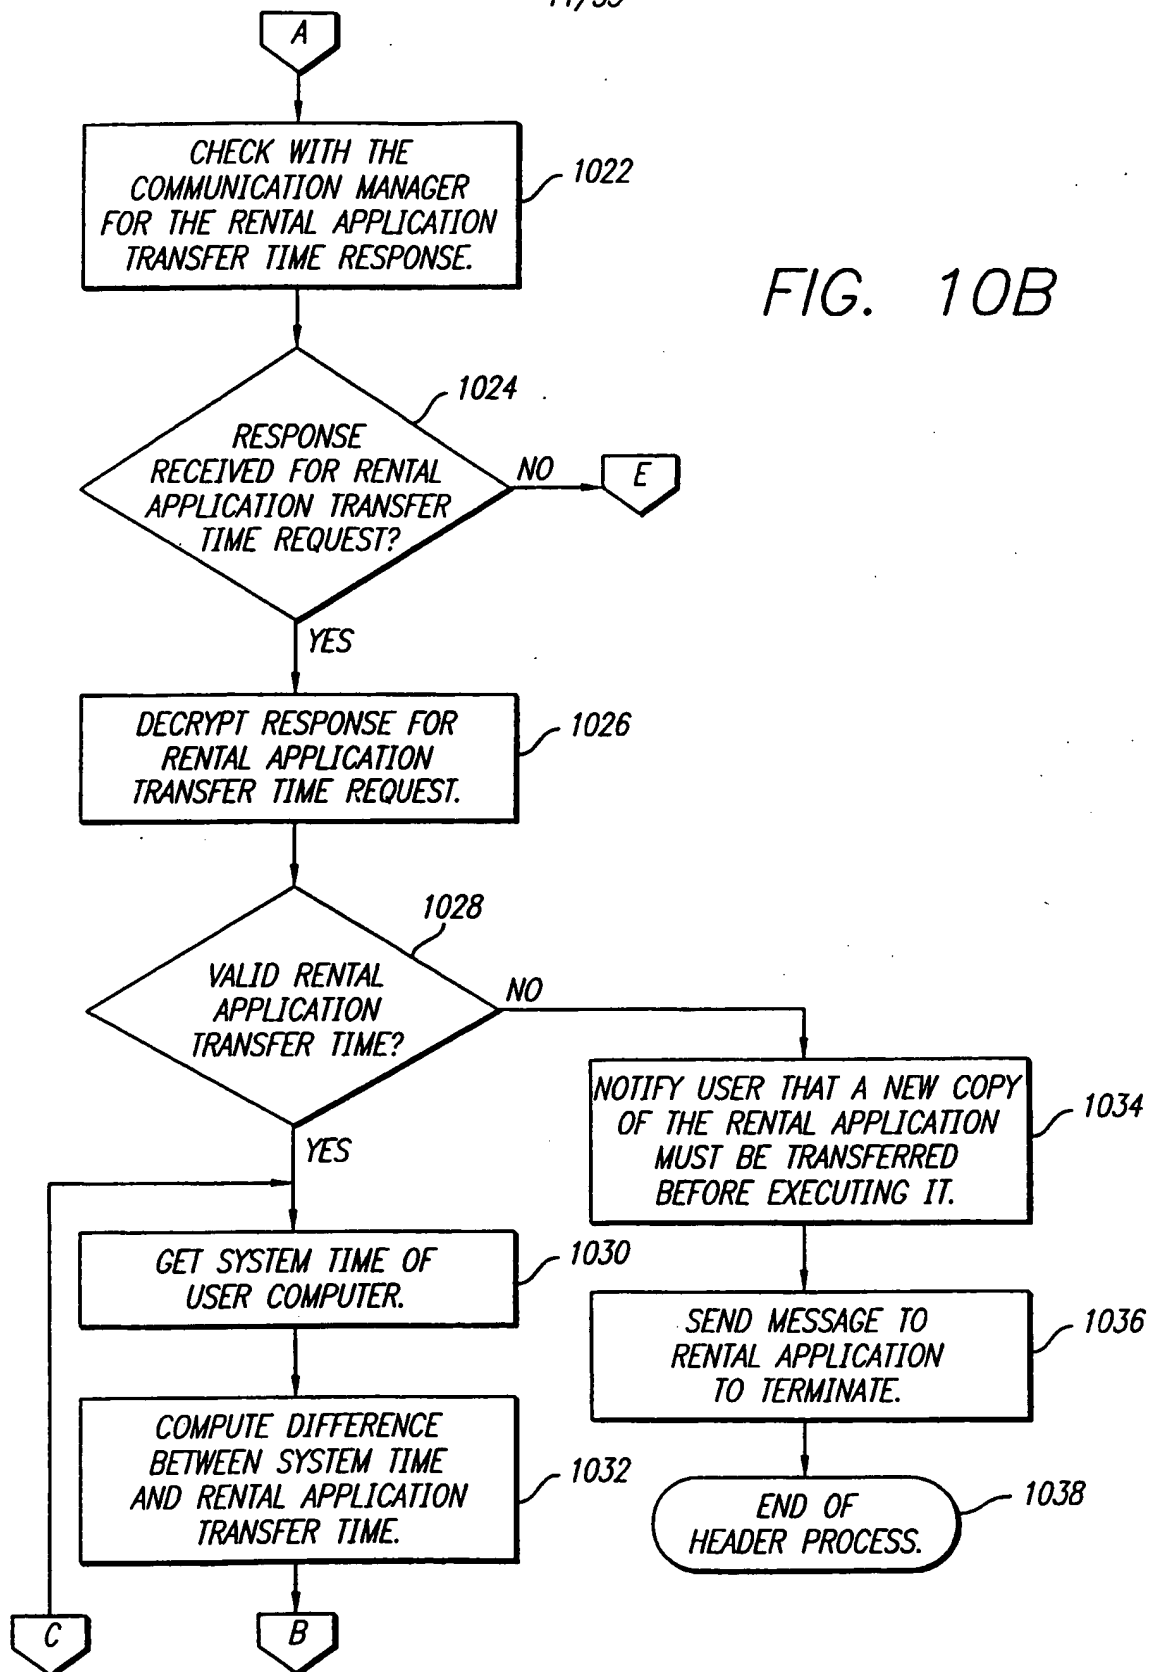 A
CHECK WITH THE
COMMUNICATION MANAGER
FOR THE RENTAL APPLICATION
TRANSFER TIME RESPONSE.
1022
FIG. 10B
1024
RESPONSE
RECEIVED FOR RENTAL
APPLICATION TRANSFER
TIME REQUEST?
NO
E
YES
DECRYPT RESPONSE FOR
RENTAL APPLICATION
TRANSFER TIME REQUEST.
1026
1028
VALID RENTAL
APPLICATION
TRANSFER TIME?
NO
YES
NOTIFY USER THAT A NEW COPY
OF THE RENTAL APPLICATION
MUST BE TRANSFERRED
BEFORE EXECUTING IT.
1034
GET SYSTEM TIME OF
USER COMPUTER.
1030
SEND MESSAGE TO
RENTAL APPLICATION
TO TERMINATE.
1036
COMPUTE DIFFERENCE
BETWEEN SYSTEM TIME
AND RENTAL APPLICATION
TRANSFER TIME.
1032
END OF
HEADER PROCESS.
1038
C
B